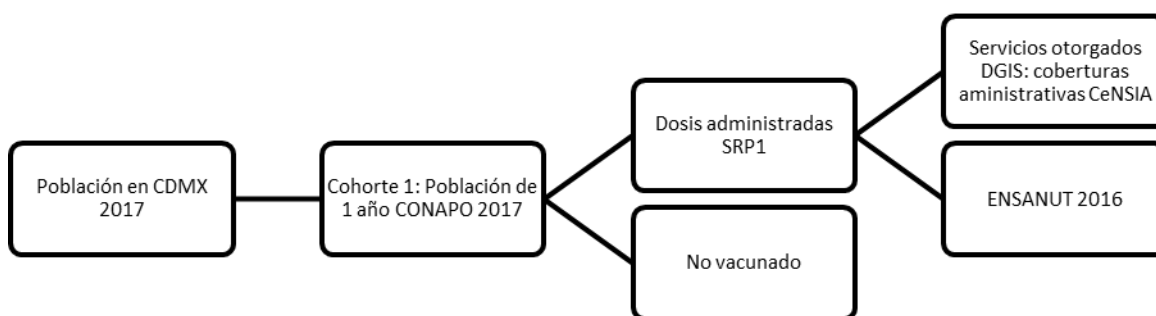 Población en CDMX
2017
Cohorte 1: Población de
1 año CONAPO 2017
Dosis administradas
SRP1
No vacunado
Servicios otorgados
DGIS: coberturas
aministrativas CeNSIA
ENSANUT 2016